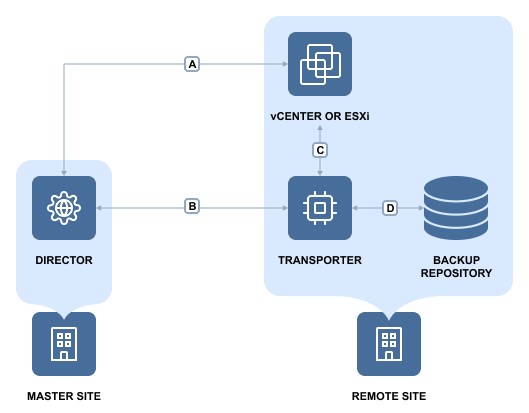 A
vCENTER OR ESXi
C
B
D
DIRECTOR
TRANSPORTER
BACKUP
REPOSITORY
MASTER SITE
REMOTE SITE